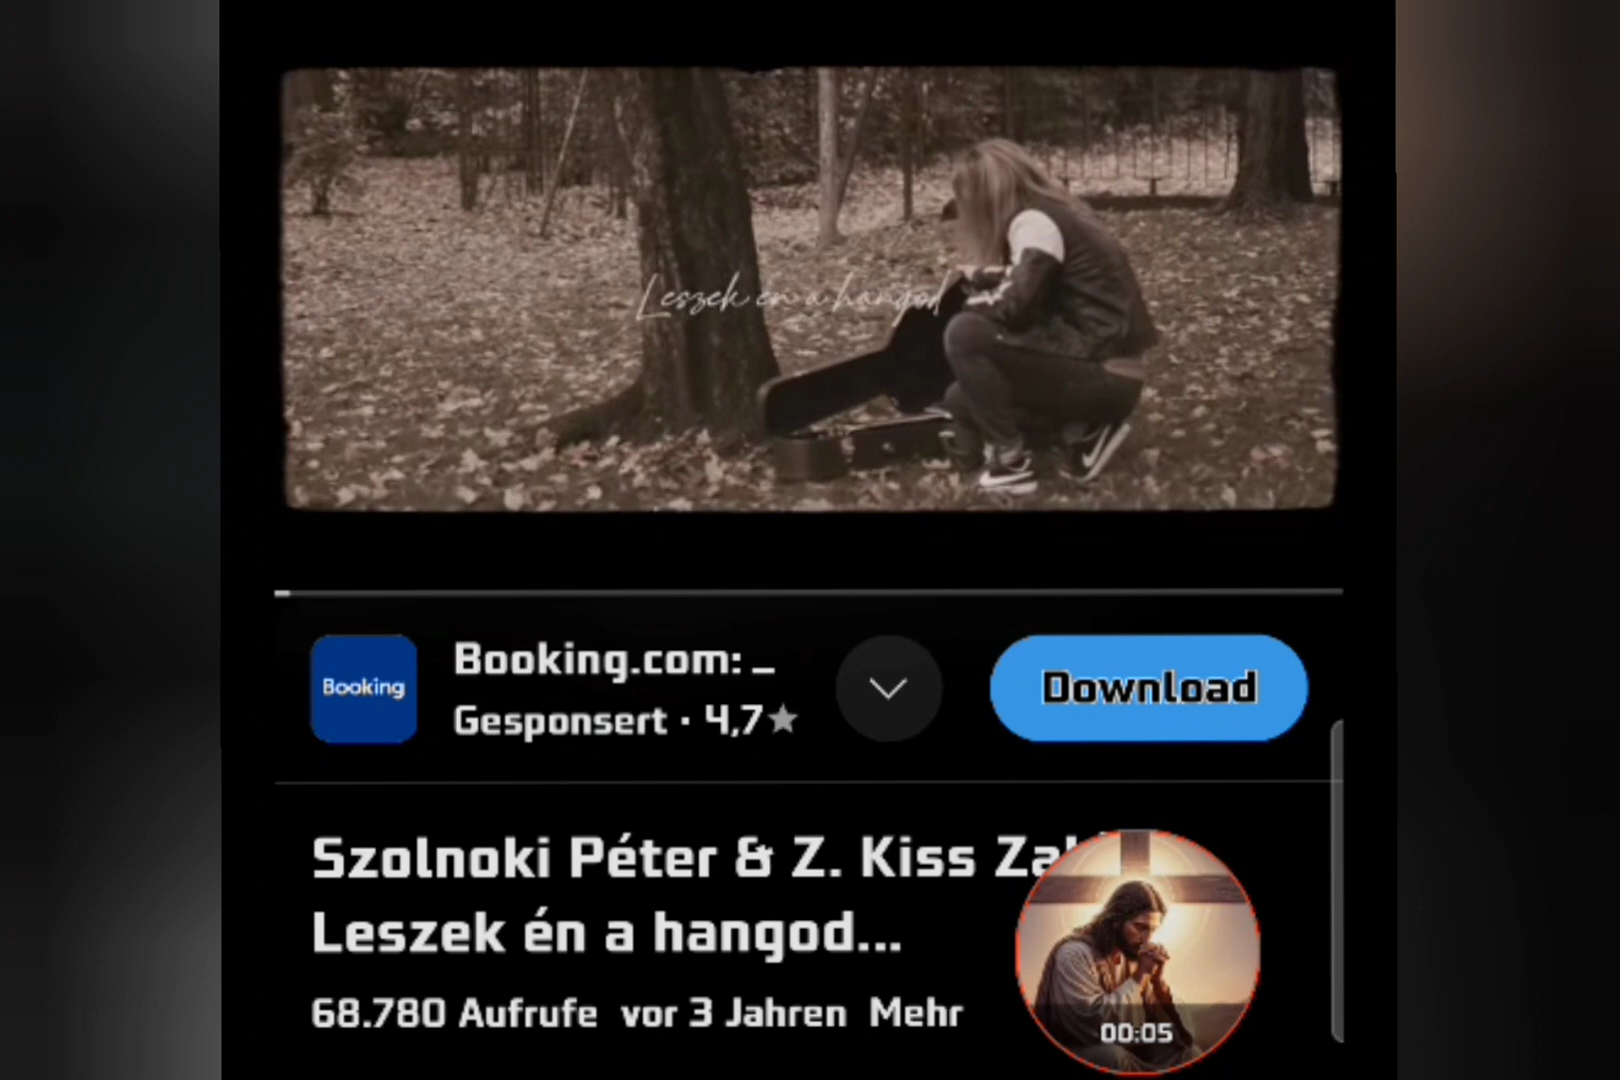 Leszek én a hangod
Booking
Booking.com: _
Gesponsert · 4,7★
Download
Szolnoki Péter & Z. Kiss
Leszek én a hangod...
68.780 Aufrufe vor 3 Jahren Mehr
00:05